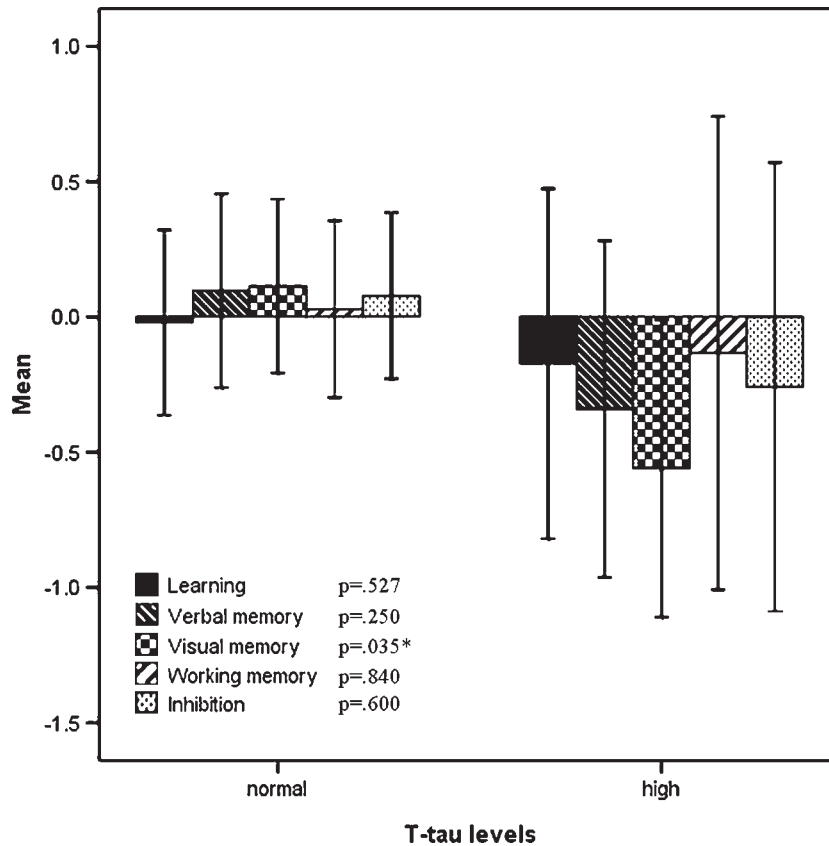 1.0
0.5
0.0
-0.5
-1.0
-1.5
Mean
Learning p=.527
Verbal memory p=.250
Visual memory p=.035*
Working memory p=.840
Inhibition p=.600
normal high
T-tau levels